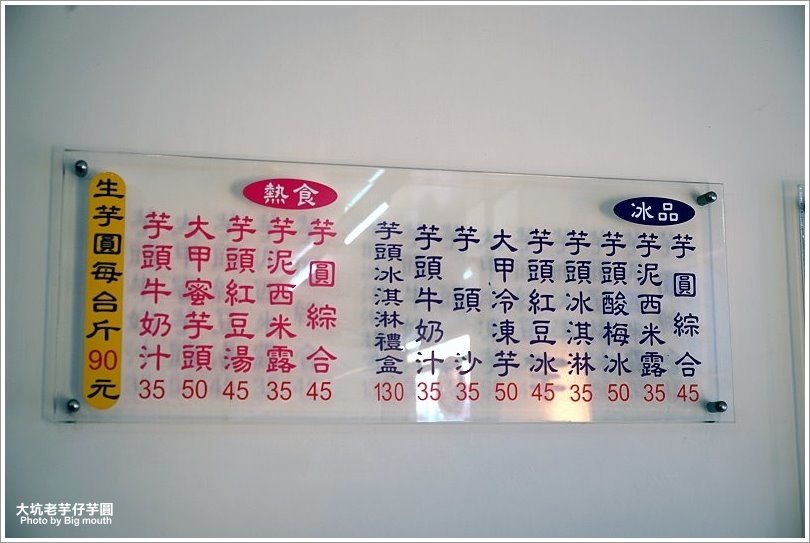 冰品
芋圓綜合 45
芋泥西米露 35
芋頭酸梅冰 50
芋頭冰淇淋 35
芋頭紅豆冰 45
大甲冷凍芋 50
芋頭沙 35
芋頭牛奶汁 35
芋頭冰淇淋禮盒 130
熱食
芋圓綜合 45
芋泥西米露 35
芋頭紅豆湯 45
大甲蜜芋頭 50
芋頭牛奶汁 35
生芋圓每台斤90元
大坑老芋仔芋圓
Photo by Big mouth